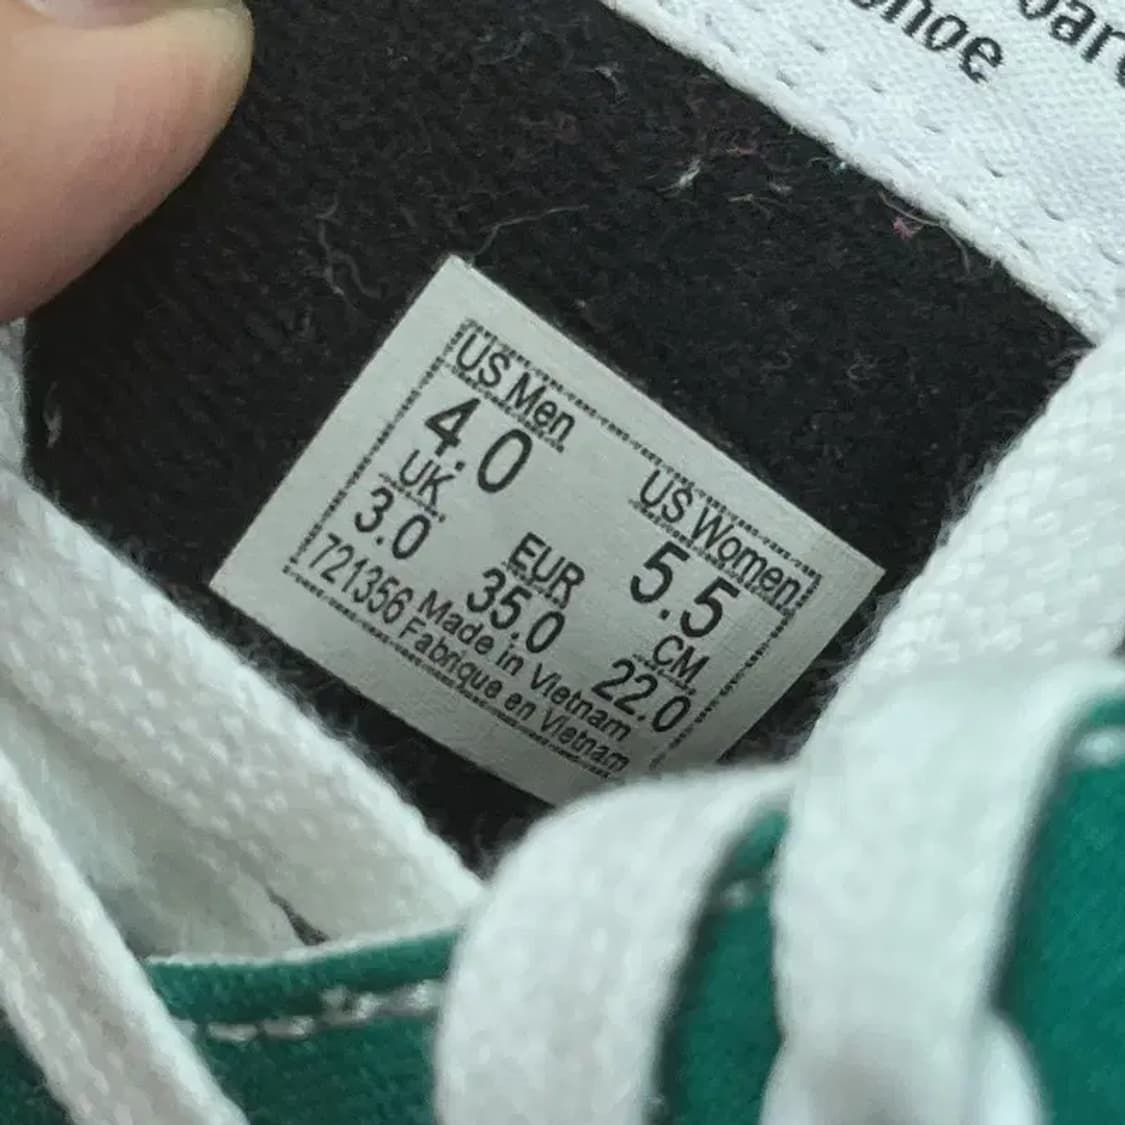 hoe
US Men
4.0
US Women
5.5
UK
3.0
EUR
35.0
CM
22.0
721356 Made in Vietnam
Fabrique en Vietnam